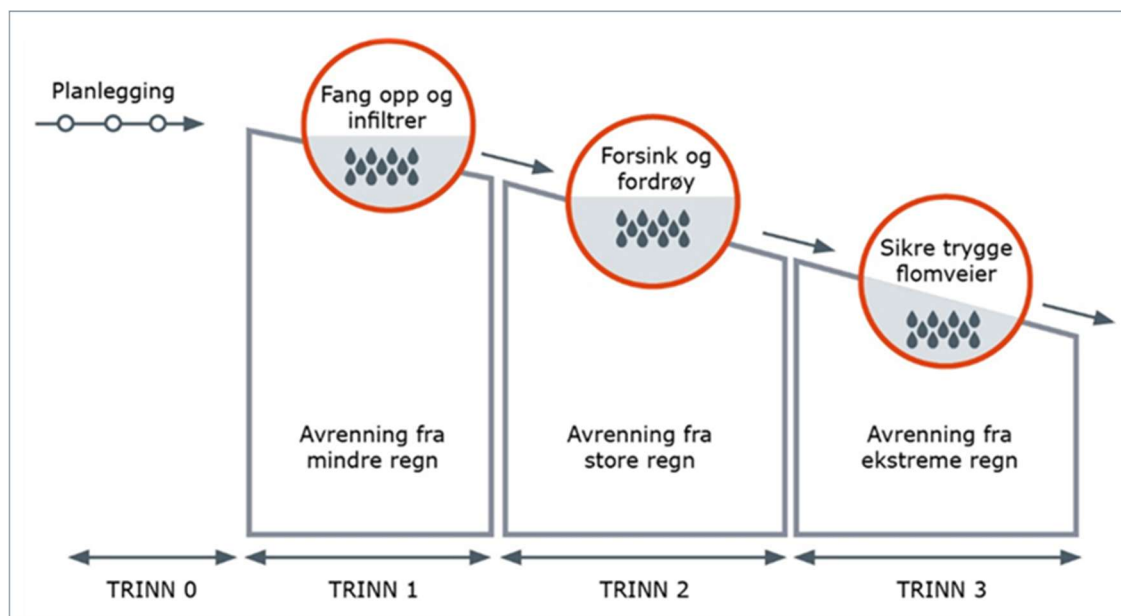 Planlegging
Fang opp og
infiltrer
Forsink og
fordrøy
Sikre trygge
flomveier
Avrenning fra
mindre regn
Avrenning fra
store regn
Avrenning fra
ekstreme regn
TRINN 0
TRINN 1
TRINN 2
TRINN 3